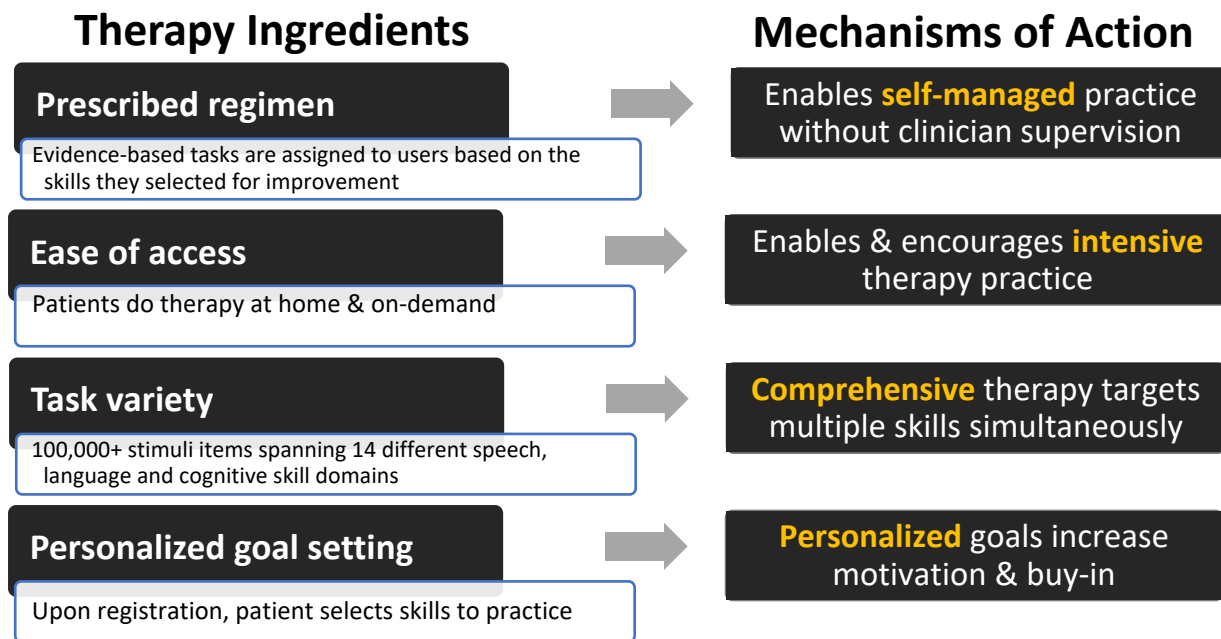 Therapy Ingredients
Mechanisms of Action
Prescribed regimen
Evidence-based tasks are assigned to users based on the
skills they selected for improvement
Enables self-managed practice
without clinician supervision
Ease of access
Patients do therapy at home & on-demand
Enables & encourages intensive
therapy practice
Task variety
100,000+ stimuli items spanning 14 different speech,
language and cognitive skill domains
Comprehensive therapy targets
multiple skills simultaneously
Personalized goal setting
Upon registration, patient selects skills to practice
Personalized goals increase
motivation & buy-in